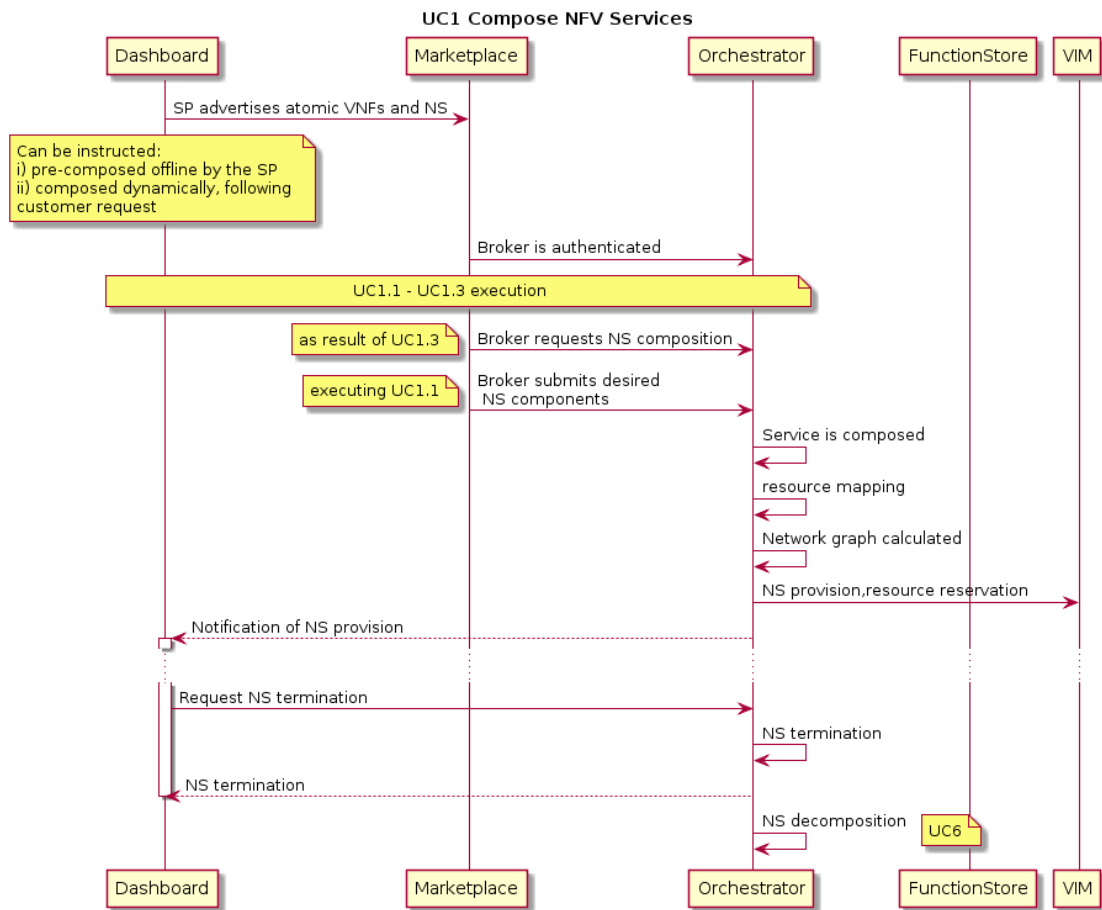 UC1 Compose NFV Services
Dashboard
Marketplace
Orchestrator
FunctionStore
VIM
SP advertises atomic VNFs and NS
Can be instructed:
i) pre-composed offline by the SP
ii) composed dynamically, following
customer request
Broker is authenticated
UC1.1 - UC1.3 execution
as result of UC1.3
Broker requests NS composition
executing UC1.1
Broker submits desired
NS components
Service is composed
resource mapping
Network graph calculated
NS provision,resource reservation
Notification of NS provision
Request NS termination
NS termination
NS termination
NS decomposition
UC6
Dashboard
Marketplace
Orchestrator
FunctionStore
VIM